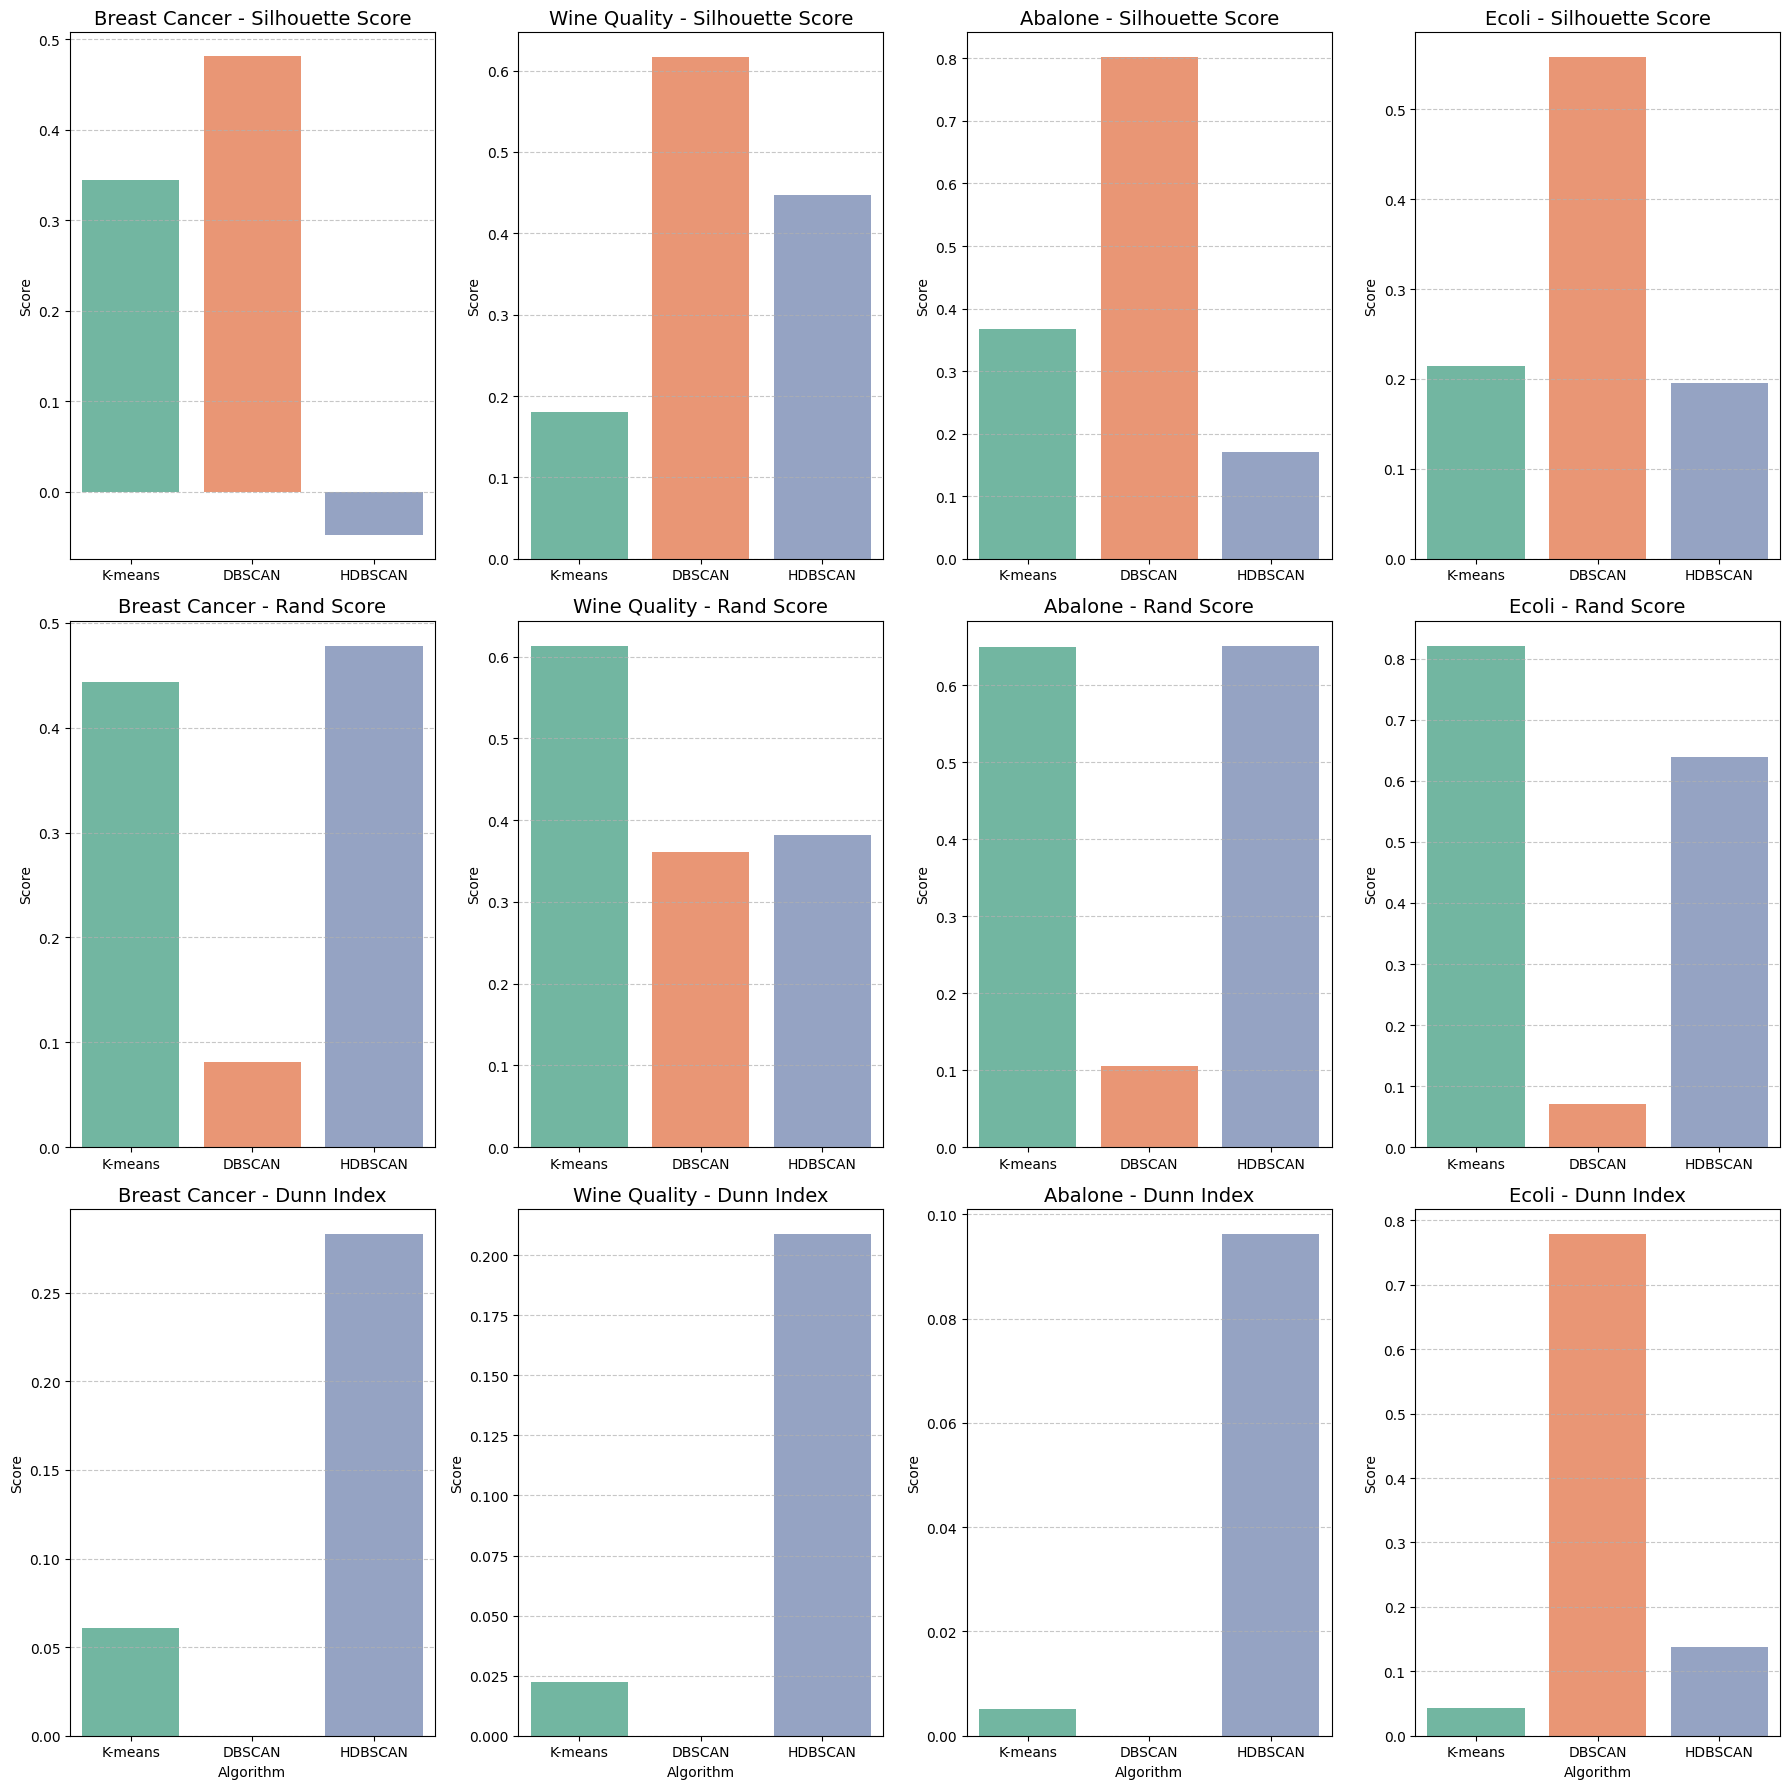 Breast Cancer - Silhouette Score
Wine Quality - Silhouette Score
Abalone - Silhouette Score
Ecoli - Silhouette Score
Score
0.5
0.4
0.3
0.2
0.1
0.0
K-means DBSCAN HDBSCAN
Score
0.6
0.5
0.4
0.3
0.2
0.1
0.0
K-means DBSCAN HDBSCAN
Score
0.8
0.7
0.6
0.5
0.4
0.3
0.2
0.1
0.0
K-means DBSCAN HDBSCAN
Score
0.5
0.4
0.3
0.2
0.1
0.0
K-means DBSCAN HDBSCAN
Breast Cancer - Rand Score
Wine Quality - Rand Score
Abalone - Rand Score
Ecoli - Rand Score
Score
0.5
0.4
0.3
0.2
0.1
0.0
K-means DBSCAN HDBSCAN
Score
0.6
0.5
0.4
0.3
0.2
0.1
0.0
K-means DBSCAN HDBSCAN
Score
0.6
0.5
0.4
0.3
0.2
0.1
0.0
K-means DBSCAN HDBSCAN
Score
0.8
0.7
0.6
0.5
0.4
0.3
0.2
0.1
0.0
K-means DBSCAN HDBSCAN
Breast Cancer - Dunn Index
Wine Quality - Dunn Index
Abalone - Dunn Index
Ecoli - Dunn Index
Score
0.25
0.20
0.15
0.10
0.05
0.00
K-means DBSCAN HDBSCAN
Algorithm
Score
0.200
0.175
0.150
0.125
0.100
0.075
0.050
0.025
0.000
K-means DBSCAN HDBSCAN
Algorithm
Score
0.10
0.08
0.06
0.04
0.02
0.00
K-means DBSCAN HDBSCAN
Algorithm
Score
0.8
0.7
0.6
0.5
0.4
0.3
0.2
0.1
0.0
K-means DBSCAN HDBSCAN
Algorithm